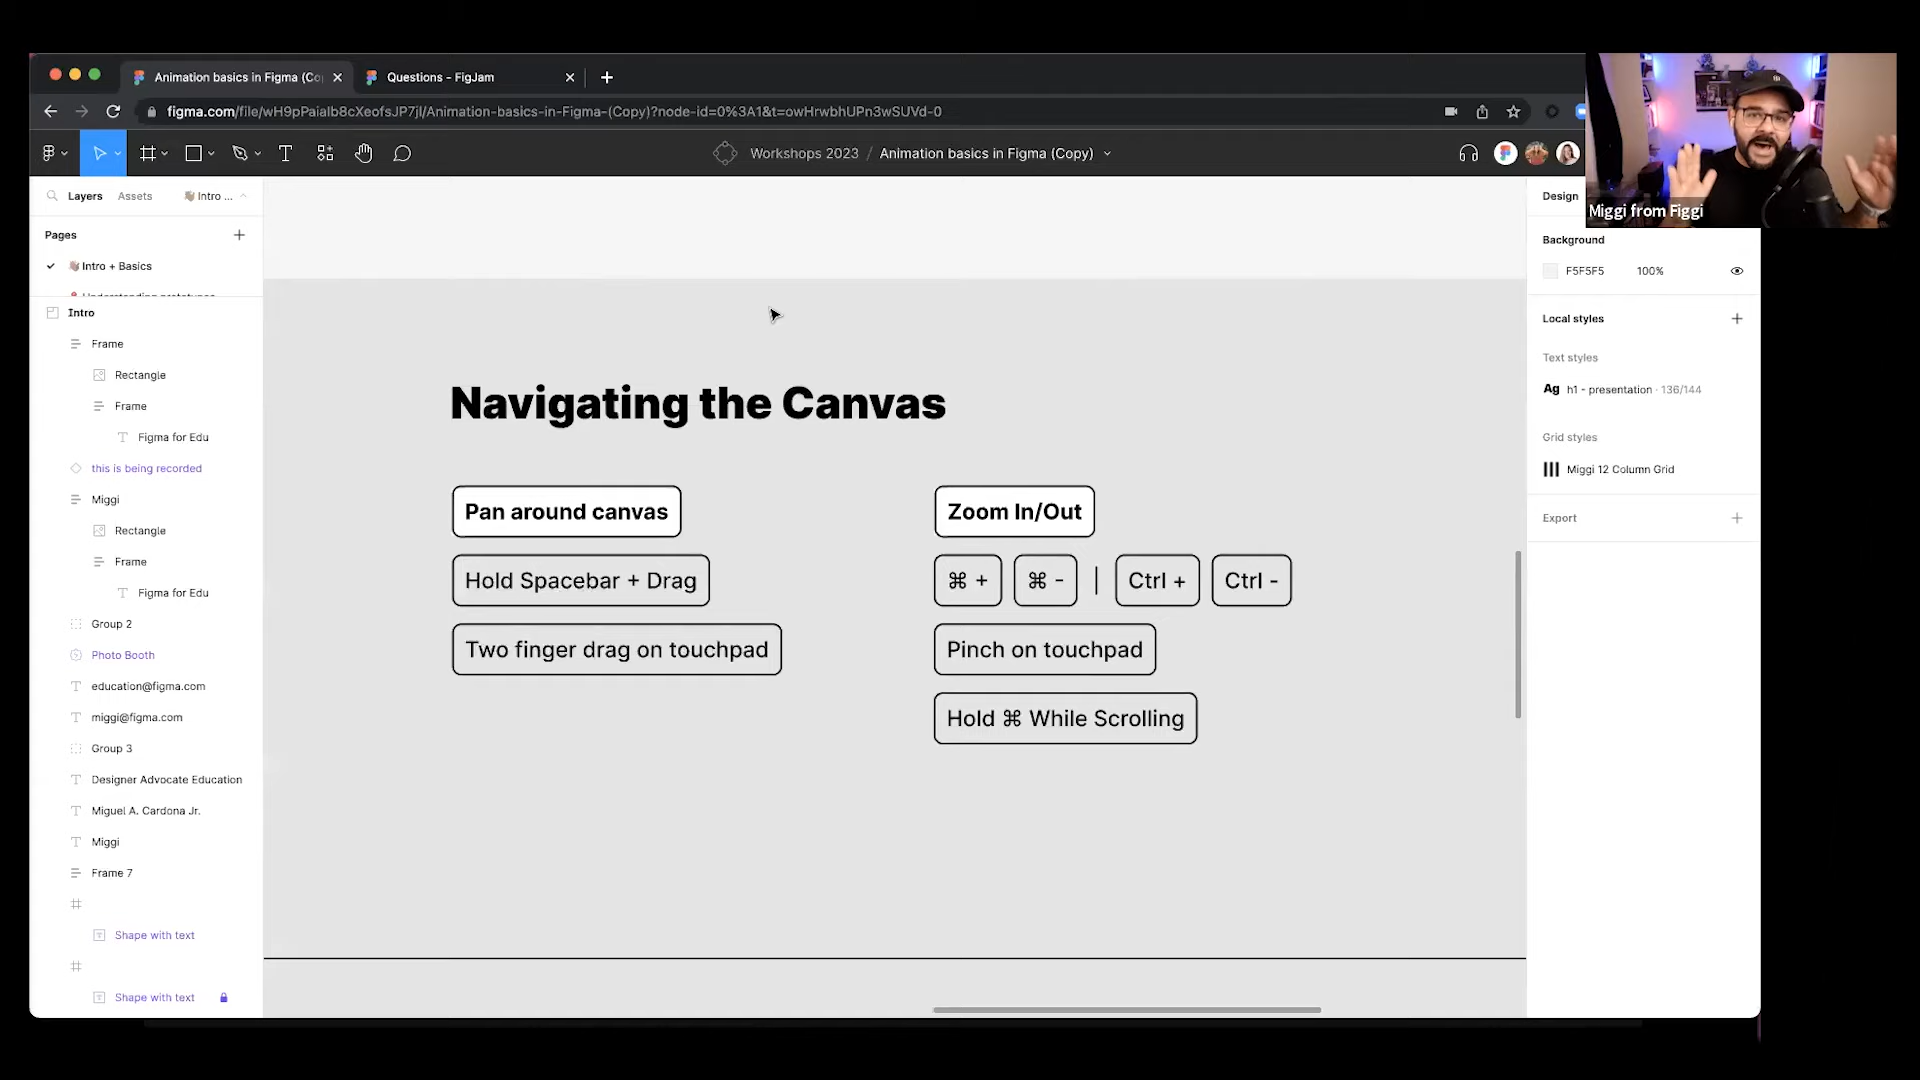 Animation basics in Figma (Co
Questions - FigJam
figma.com/file/wH9pPaiaIb8cXeofsJP7jI/Animation-basics-in-Figma-(Copy)?node-id=0%3A1&t=owHrwbhUPn3wSUVd-0
Workshops 2023 / Animation basics in Figma (Copy)
Miggi from Figgi
Layers
Assets
Intro ...
Pages
Intro + Basics
Understanding prototypes
Intro
Frame
Rectangle
Frame
Figma for Edu
this is being recorded
Miggi
Rectangle
Frame
Figma for Edu
Group 2
Photo Booth
education@figma.com
miggi@figma.com
Group 3
Designer Advocate Education
Miguel A. Cardona Jr.
Miggi
Frame 7
Shape with text
Shape with text
Navigating the Canvas
Pan around canvas
Hold Spacebar + Drag
Two finger drag on touchpad
Zoom In/Out
⌘ + ⌘ - | Ctrl + Ctrl -
Pinch on touchpad
Hold ⌘ While Scrolling
Design
Background
F5F5F5 100%
Local styles
Text styles
Ag h1 - presentation · 136/144
Grid styles
Miggi 12 Column Grid
Export